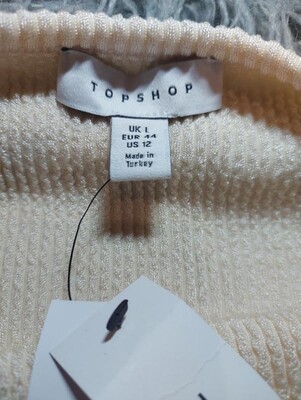 TOPSHOP
UK L
EUR 44
US 12
Made in
Turkey